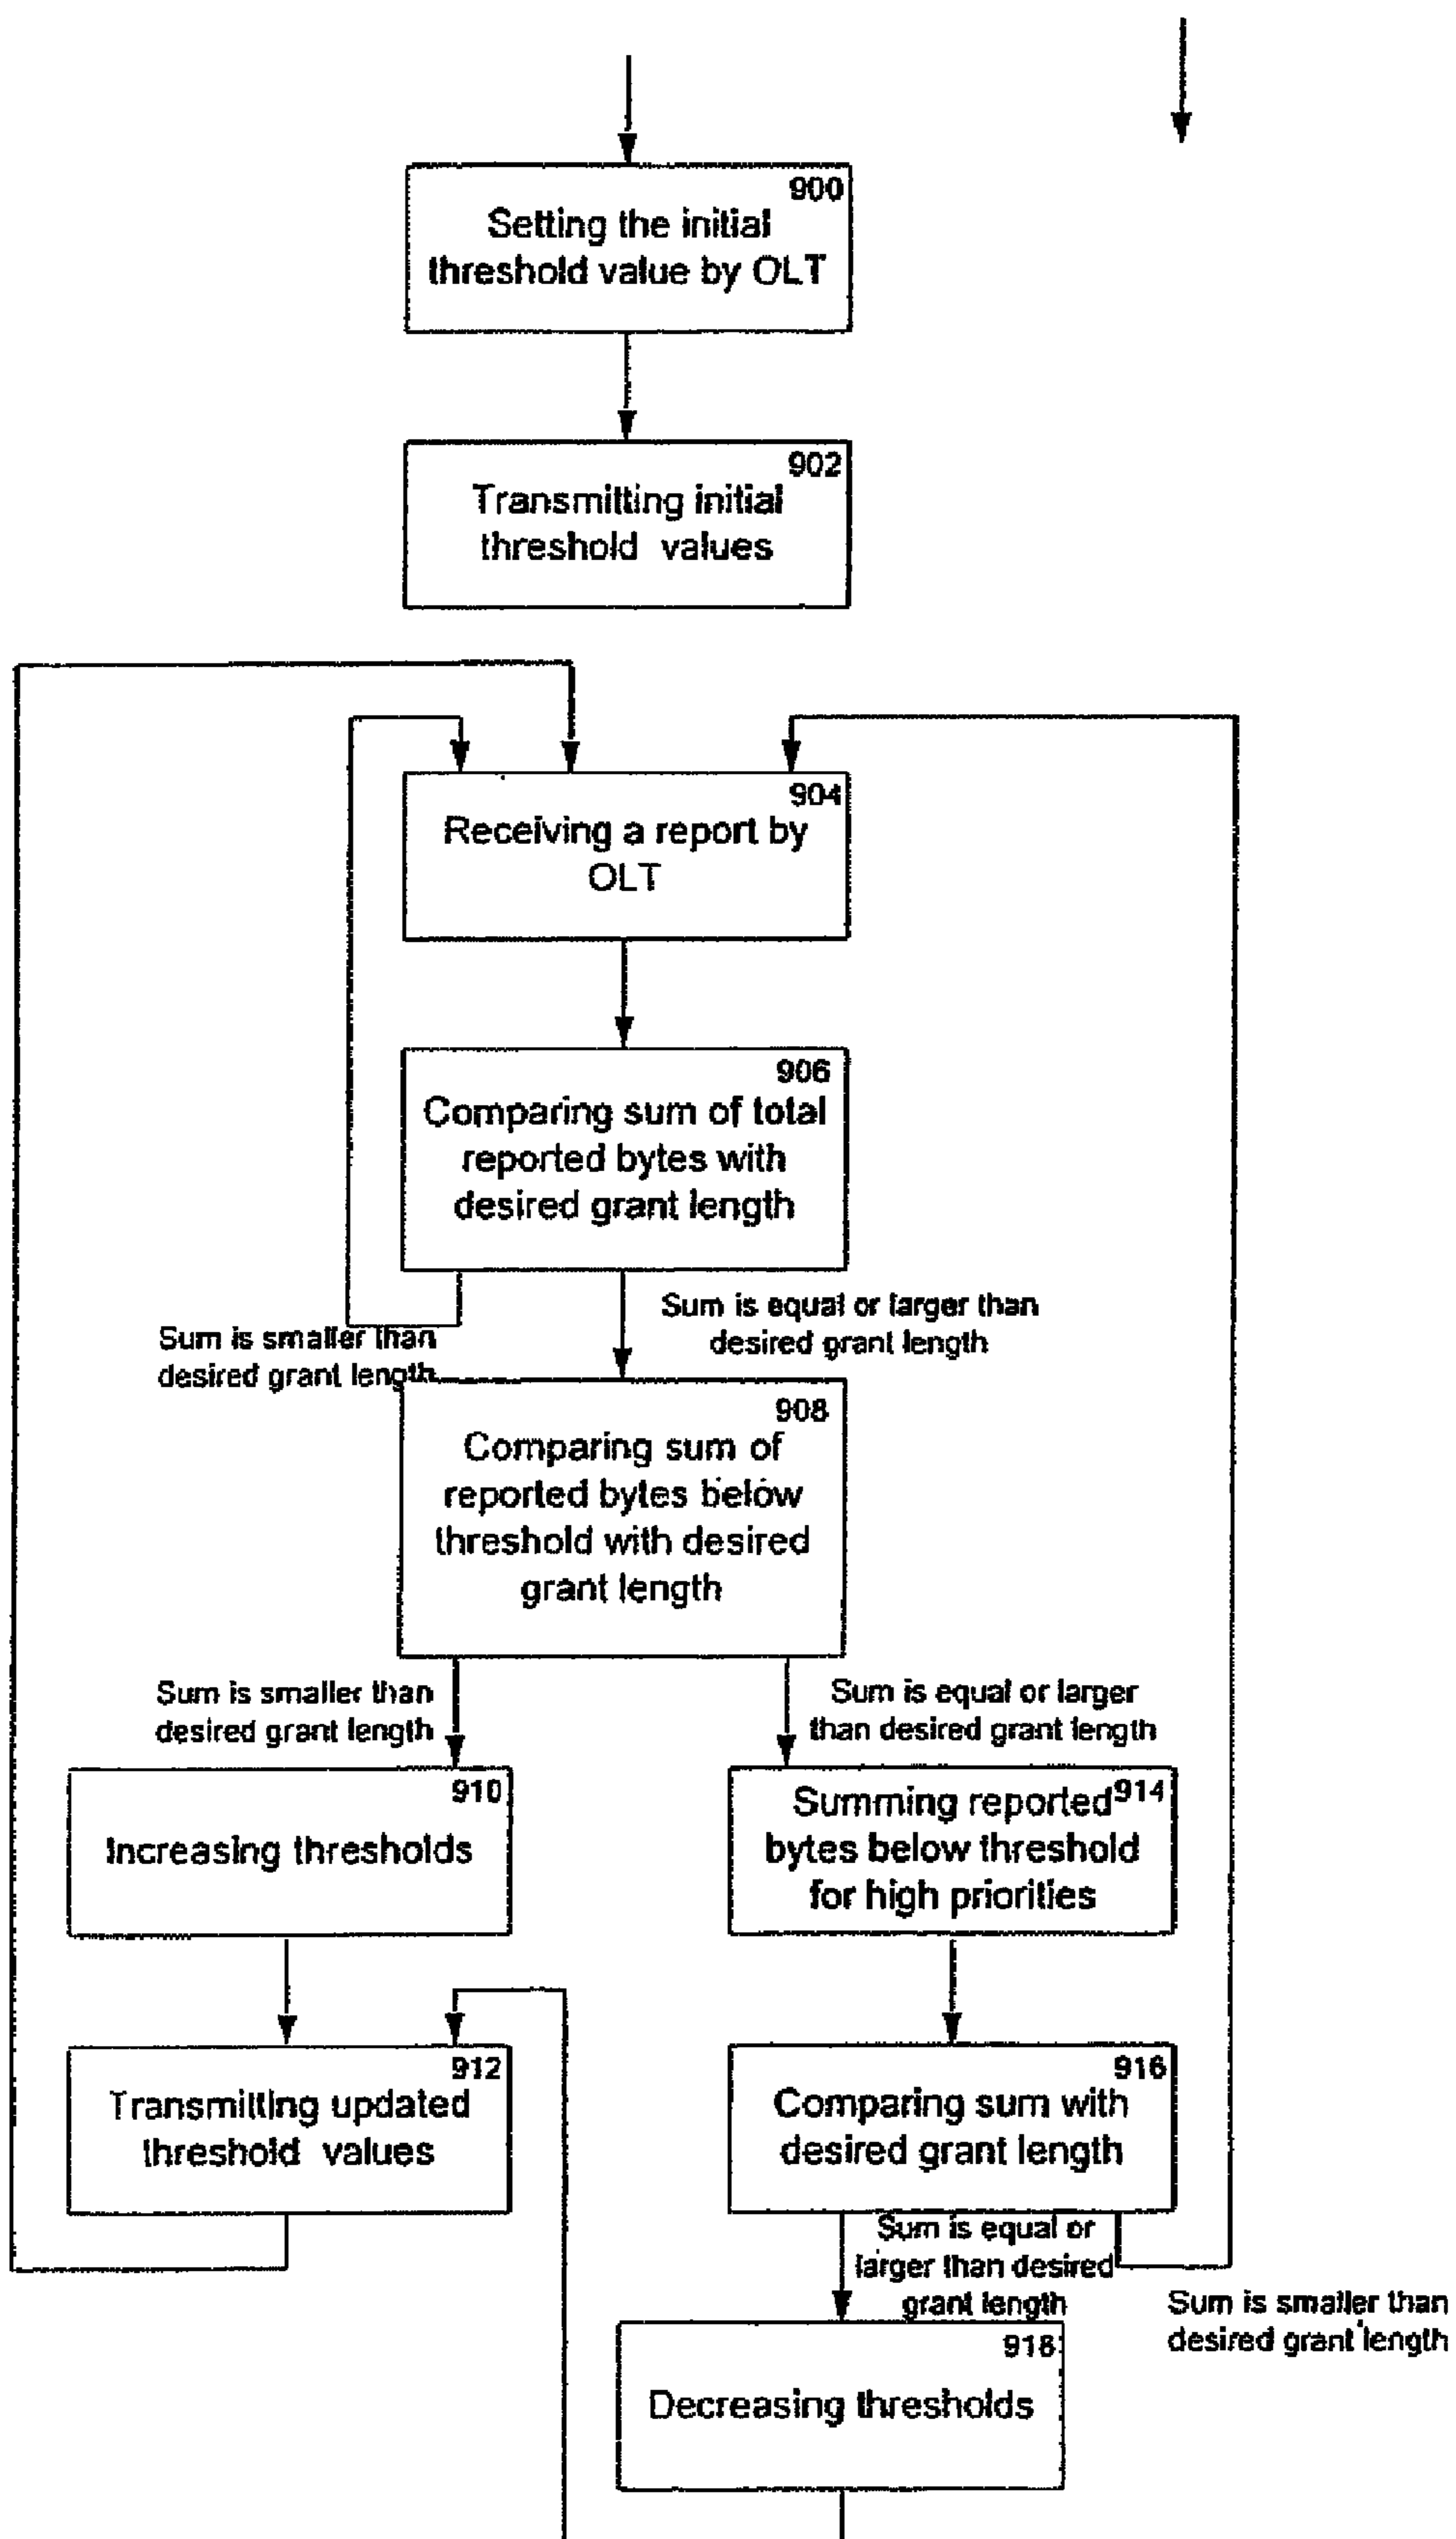 900
Setting the initial
threshold value by OLT
902
Transmitting initial
threshold values
904
Receiving a report by
OLT
906
Comparing sum of total
reported bytes with
desired grant length
Sum is equal or larger than
desired grant length
Sum is smaller than
desired grant length
908
Comparing sum of
reported bytes below
threshold with desired
grant length
Sum is smaller than
desired grant length
Sum is equal or larger
than desired grant length
910
Increasing thresholds
914
Summing reported
bytes below threshold
for high priorities
912
Transmitting updated
threshold values
916
Comparing sum with
desired grant length
Sum is equal or
larger than desired
grant length
Sum is smaller than
desired grant length
918
Decreasing thresholds